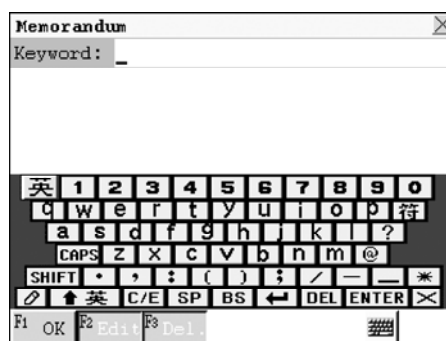 Memorandum
Keyword: _
英 1 2 3 4 5 6 7 8 9 0
q w e r t y u i o p 符
a s d f g h j k l ?
CAPS z x c v b n m @
SHIFT · , : ( ) ; / — _ *
英 C/E SP BS DEL ENTER
F1 OK F2 Edit F3 Del.